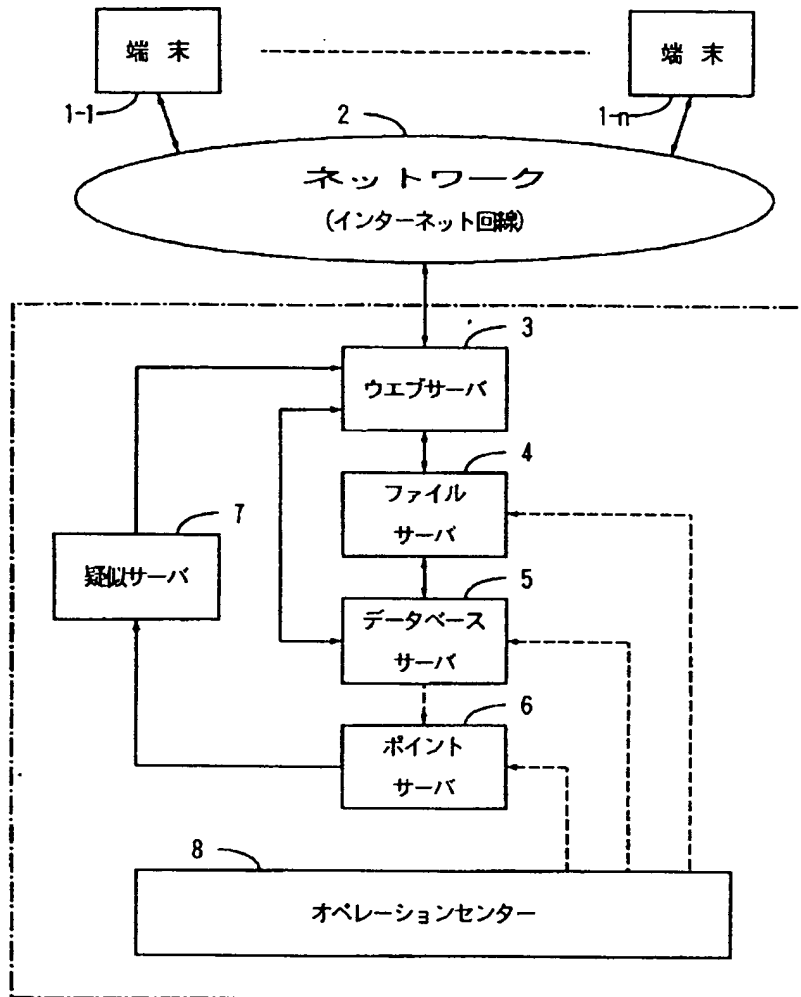 端末
端末
1-1
1-n
2
ネットワーク
(インターネット回線)
3
ウエブサーバ
4
ファイル
サーバ
7
疑似サーバ
5
データベース
サーバ
6
ポイント
サーバ
8
オペレーションセンター